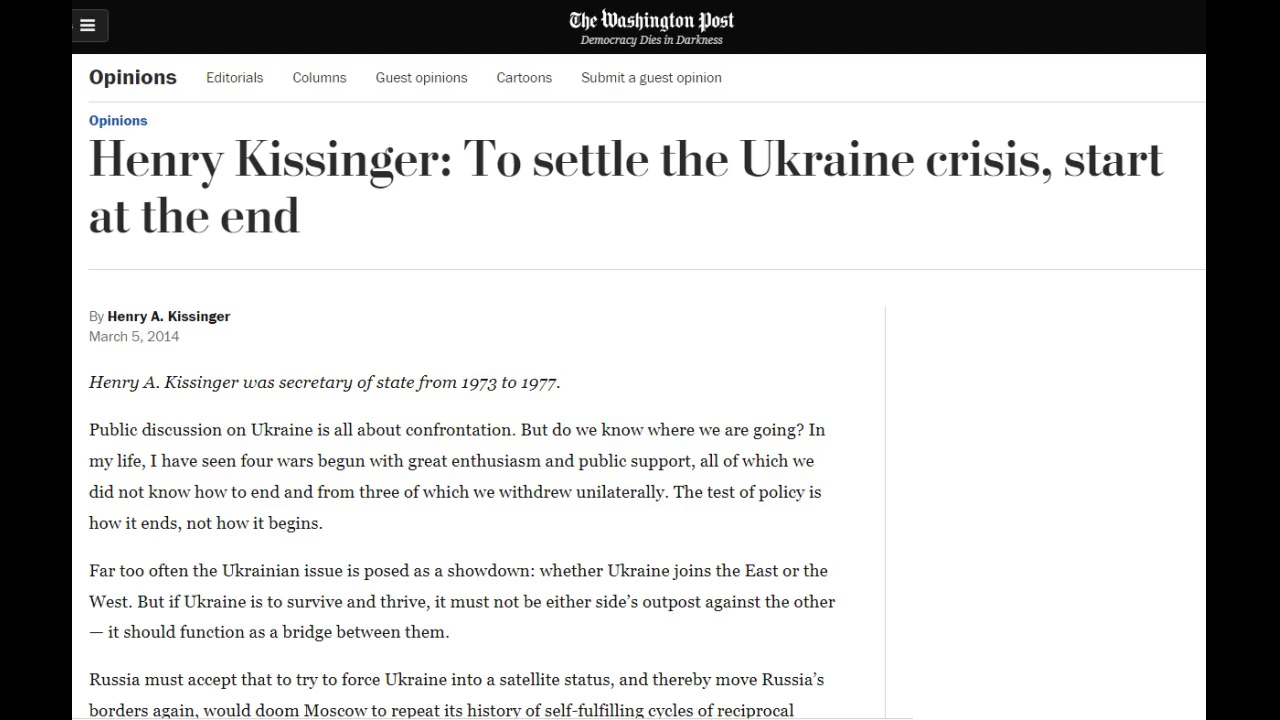 The Washington Post
Democracy Dies in Darkness
Opinions Editorials Columns Guest opinions Cartoons Submit a guest opinion
Opinions
Henry Kissinger: To settle the Ukraine crisis, start
at the end
By Henry A. Kissinger
March 5, 2014
Henry A. Kissinger was secretary of state from 1973 to 1977.
Public discussion on Ukraine is all about confrontation. But do we know where we are going? In
my life, I have seen four wars begun with great enthusiasm and public support, all of which we
did not know how to end and from three of which we withdrew unilaterally. The test of policy is
how it ends, not how it begins.
Far too often the Ukrainian issue is posed as a showdown: whether Ukraine joins the East or the
West. But if Ukraine is to survive and thrive, it must not be either side’s outpost against the other
— it should function as a bridge between them.
Russia must accept that to try to force Ukraine into a satellite status, and thereby move Russia’s
borders again, would doom Moscow to repeat its history of self-fulfilling cycles of reciprocal